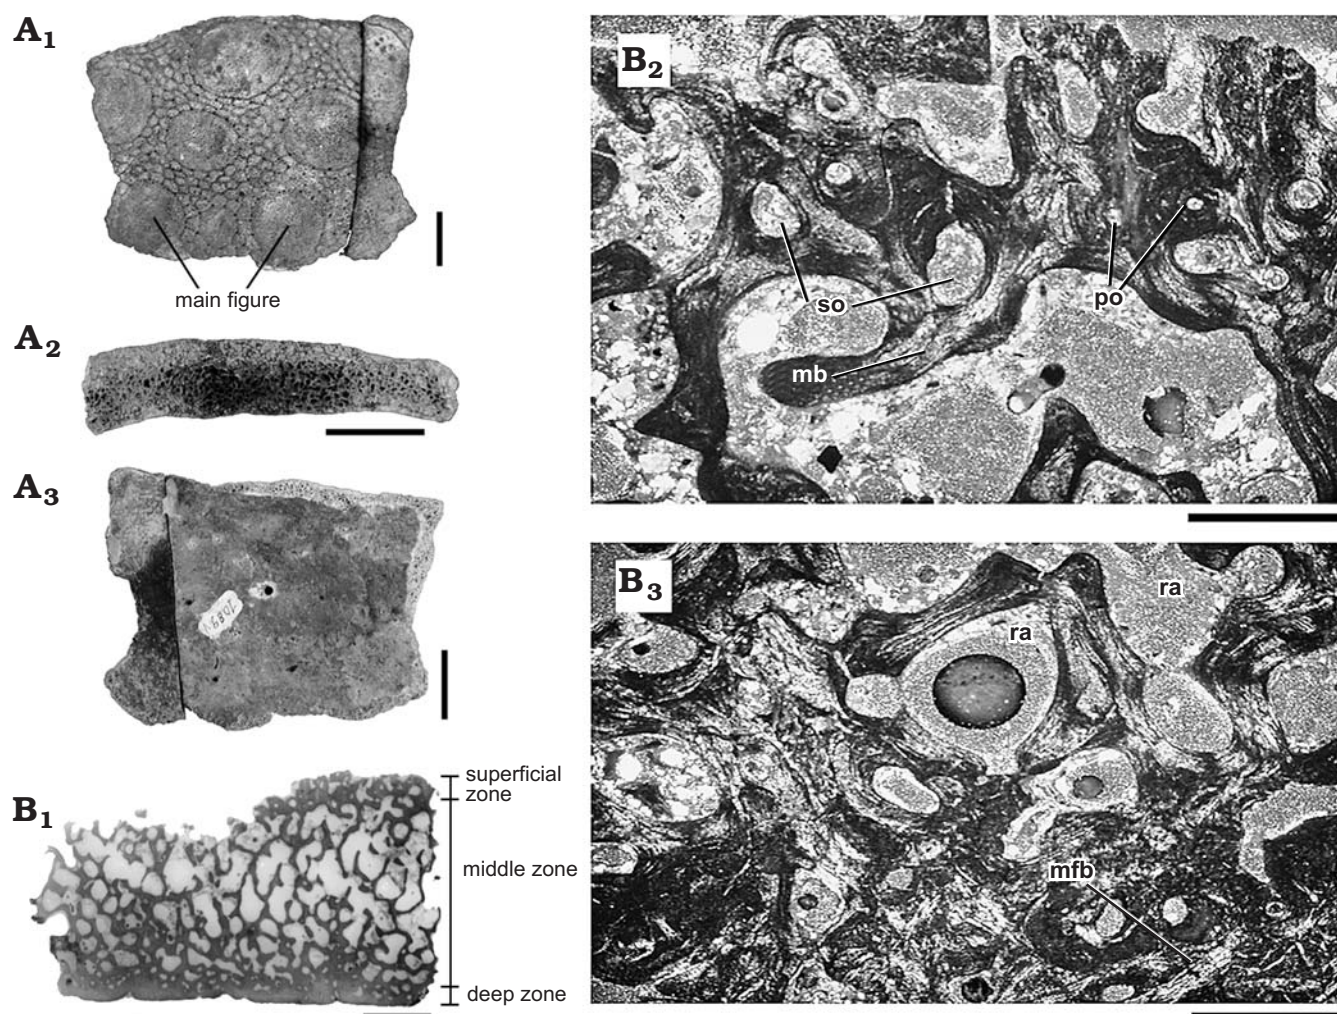 A1
main figure
A2
A3
B1
superficial
zone
middle zone
deep zone
B2
so
po
mb
B3
ra
ra
mfb